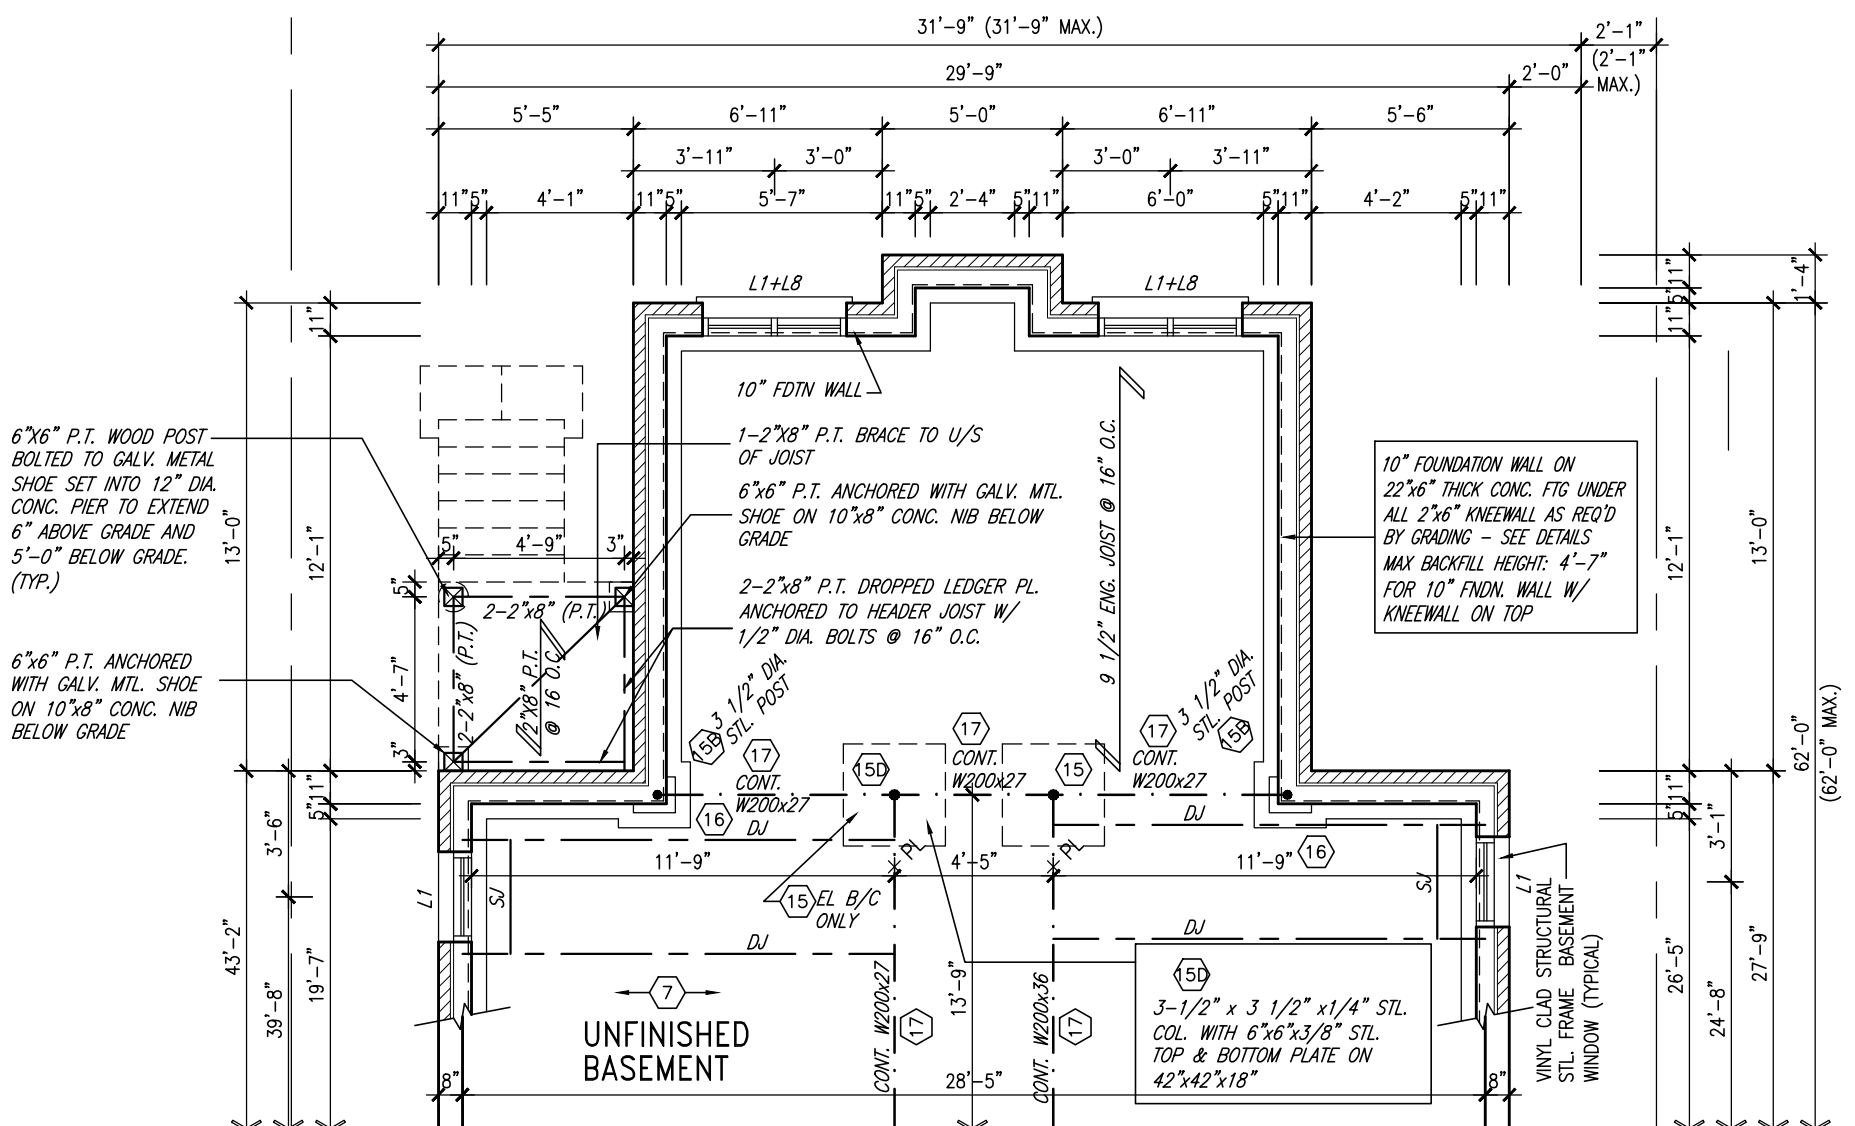 31'-9" (31'-9" MAX.)
2'-1"
(2'-1"
MAX.)
29'-9"
2'-0"
5'-5"
6'-11"
5'-0"
6'-11"
5'-6"
3'-11"
3'-0"
3'-0"
3'-11"
11"
5"
4'-1"
11"
5"
5'-7"
11"
5"
2'-4"
5"
11"
6'-0"
5"
11"
4'-2"
5"
11"
L1+L8
L1+L8
11"
5"
11"
1'-4"
11"
10" FDTN WALL
6"X6" P.T. WOOD POST
BOLTED TO GALV. METAL
SHOE SET INTO 12" DIA.
CONC. PIER TO EXTEND
6" ABOVE GRADE AND
5'-0" BELOW GRADE.
(TYP.)
1-2"X8" P.T. BRACE TO U/S
OF JOIST
6"x6" P.T. ANCHORED WITH GALV. MTL.
SHOE ON 10"x8" CONC. NIB BELOW
GRADE
2-2"x8" P.T. DROPPED LEDGER PL.
ANCHORED TO HEADER JOIST W/
1/2" DIA. BOLTS @ 16" O.C.
9 1/2" ENG. JOIST @ 16" O.C.
10" FOUNDATION WALL ON
22"x6" THICK CONC. FTG UNDER
ALL 2"x6" KNEEWALL AS REQ'D
BY GRADING - SEE DETAILS
MAX BACKFILL HEIGHT: 4'-7"
FOR 10" FNDN. WALL W/
KNEEWALL ON TOP
13'-0"
12'-1"
12'-1"
13'-0"
5"
4'-9"
3"
5"
4'-7"
3"
2-2"x8" (P.T.)
2-2"x8" (P.T.)
2"X8" P.T.
@ 16 O.C.
6"x6" P.T. ANCHORED
WITH GALV. MTL. SHOE
ON 10"x8" CONC. NIB
BELOW GRADE
3 1/2" DIA.
STL. POST
15B
3 1/2" DIA.
STL. POST
15B
17
CONT.
W200x27
17
CONT.
W200x27
17
CONT.
W200x27
15D
15
16
16
DJ
DJ
DJ
DJ
SJ
SJ
L1
L1
PL
PL
11'-9"
4'-5"
11'-9"
15
EL B/C
ONLY
62'-0"
(62'-0" MAX.)
11"
5"
11"
5"
3'-6"
3'-1"
43'-2"
39'-8"
19'-7"
26'-5"
24'-8"
27'-9"
7
UNFINISHED
BASEMENT
CONT. W200x27
17
13'-9"
CONT. W200x36
17
15D
3-1/2" x 3 1/2" x1/4" STL.
COL. WITH 6"x6"x3/8" STL.
TOP & BOTTOM PLATE ON
42"x42"x18"
VINYL CLAD STRUCTURAL
STL. FRAME BASEMENT
WINDOW (TYPICAL)
8"
28'-5"
8"